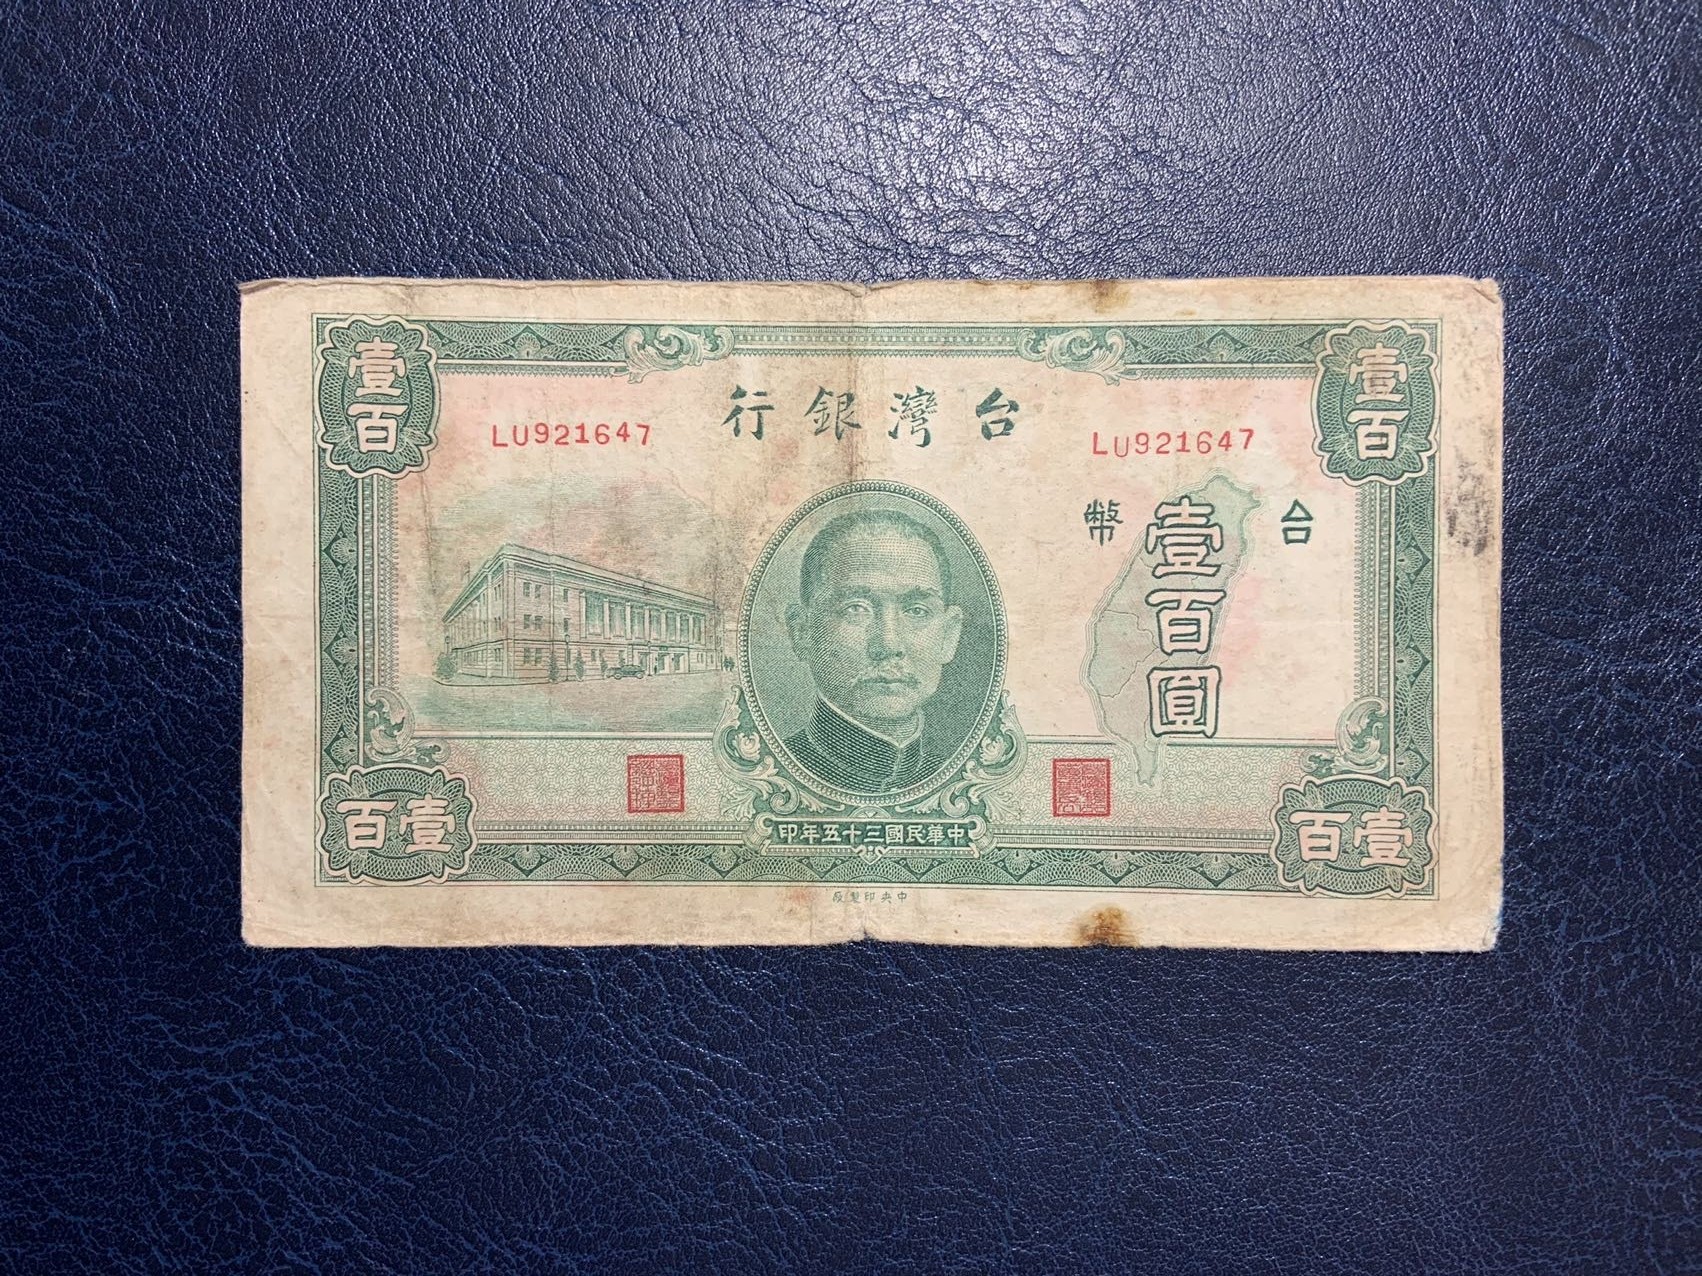 壹百
壹百
台灣銀行
LU921647
LU921647
台幣
壹百圓
中華民國三十五年印
壹百
壹百
中央印製廠